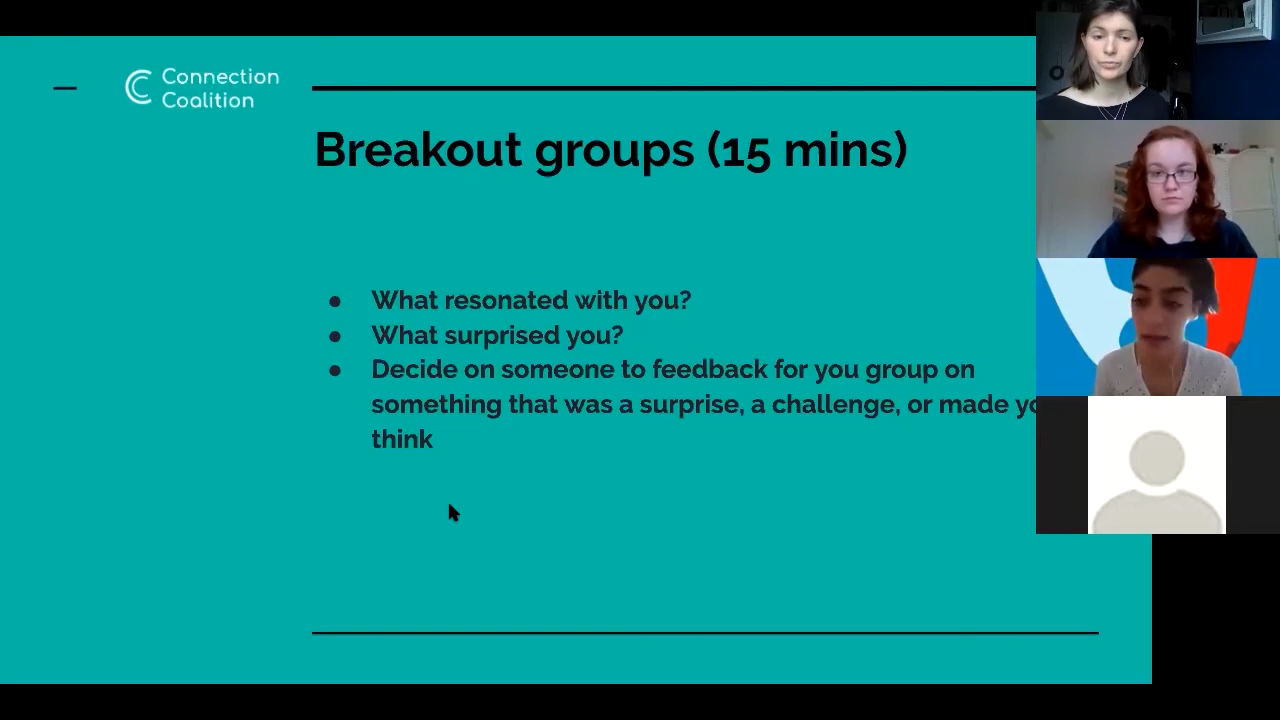 Connection
Coalition
Breakout groups (15 mins)
● What resonated with you?
● What surprised you?
● Decide on someone to feedback for you group on
something that was a surprise, a challenge, or made
think